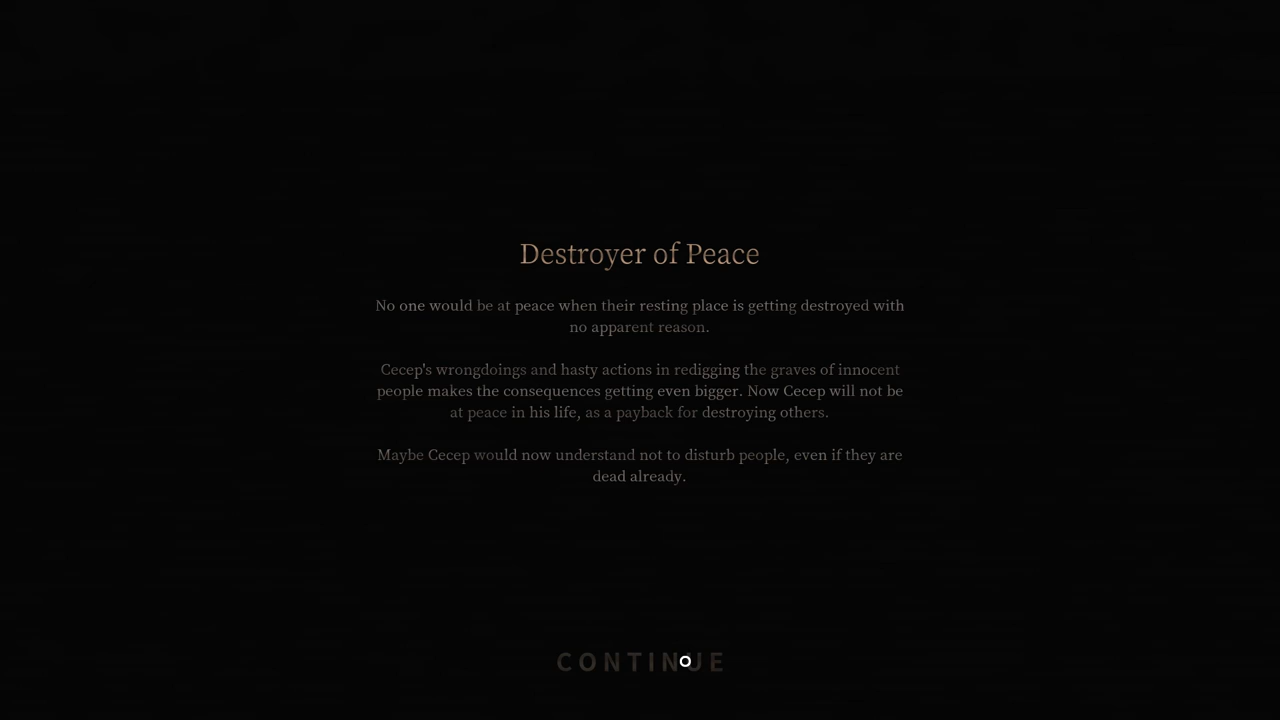 Destroyer of Peace
No one would be at peace when their resting place is getting destroyed with
no apparent reason.
Cecep's wrongdoings and hasty actions in redigging the graves of innocent
people makes the consequences getting even bigger. Now Cecep will not be
at peace in his life, as a payback for destroying others.
Maybe Cecep would now understand not to disturb people, even if they are
dead already.
CONTINUE